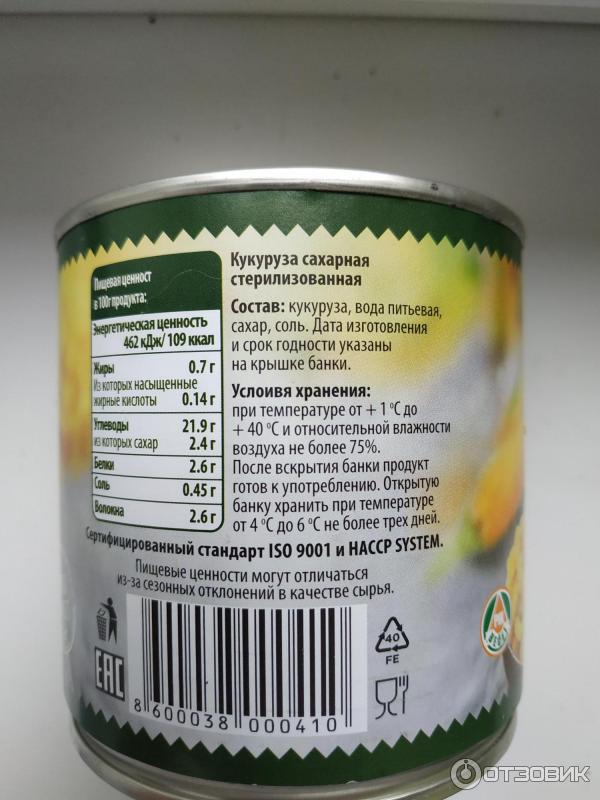 Пищевая ценност
в 100г продукта:
Энергетическая ценность
462 кДж/ 109 ккал
Жиры 0.7 г
Из которых насыщенные
жирные кислоты 0.14 г
Углеводы 21.9 г
из которых сахар 2.4 г
Белки 2.6 г
Соль 0.45 г
Волокна 2.6 г
Кукуруза сахарная
стерилизованная
Состав: кукуруза, вода питьевая,
сахар, соль. Дата изготовления
и срок годности указаны
на крышке банки.
Услоивя хранения:
при температуре от + 1 °C до
+ 40 °C и относительной влажности
воздуха не более 75%.
После вскрытия банки продукт
готов к употреблению. Открытую
банку хранить при температуре
от 4 °C до 6 °C не более трех дней.
Сертифицированный стандарт ISO 9001 и HACCP SYSTEM.
Пищевые ценности могут отличаться
из-за сезонных отклонений в качестве сырья.
EAC
8 600038 000410
40
FE
ОТЗОВИК